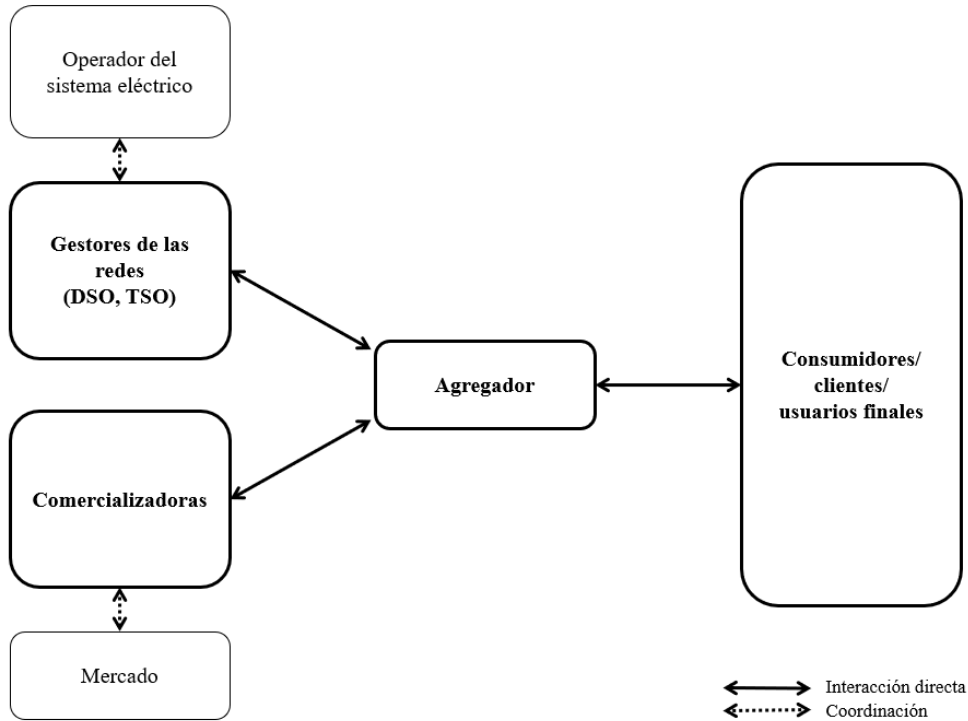 Operador del
sistema eléctrico
Gestores de las
redes
(DSO, TSO)
Comercializadoras
Mercado
Agregador
Consumidores/
clientes/
usuarios finales
Interacción directa
Coordinación